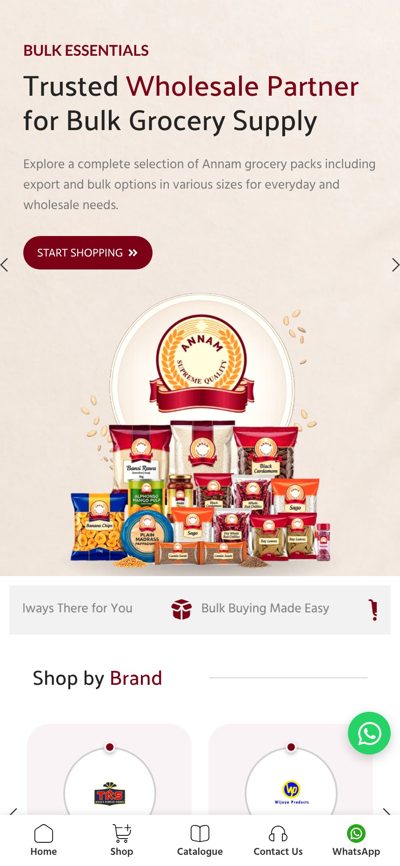 BULK ESSENTIALS
Trusted Wholesale Partner
for Bulk Grocery Supply
Explore a complete selection of Annam grocery packs including
export and bulk options in various sizes for everyday and
wholesale needs.
START SHOPPING
ANNAM
SUPREME QUALITY
Bansi Rawa
Black
Cardamom
ALPHONSO
MANGO PULP
Banana Chips
PLAIN
MADRASS
PAPPADUMS
Sago
Sago
lways There for You
Bulk Buying Made Easy
Shop by Brand
TRS
Wijaya Products
Home
Shop
Catalogue
Contact Us
WhatsApp